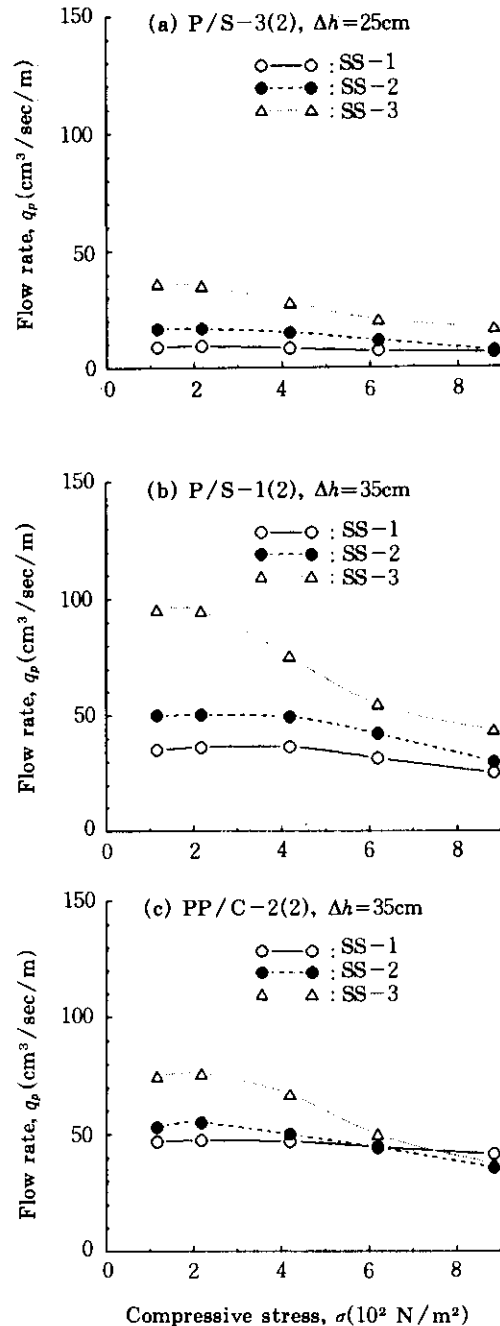 (a) P/S-3(2), Δh=25cm
: SS-1
: SS-2
: SS-3
150
100
50
0
Flow rate, qₚ(cm³/sec/m)
0 2 4 6 8
(b) P/S-1(2), Δh=35cm
: SS-1
: SS-2
: SS-3
150
100
50
0
Flow rate, qₚ(cm³/sec/m)
0 2 4 6 8
(c) PP/C-2(2), Δh=35cm
: SS-1
: SS-2
: SS-3
150
100
50
0
Flow rate, qₚ(cm³/sec/m)
0 2 4 6 8
Compressive stress, σ(10² N/m²)